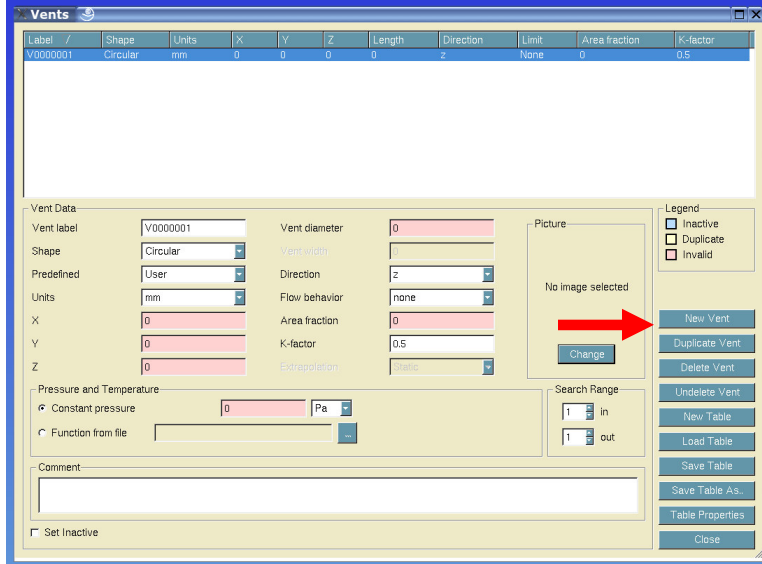 Vents
Label / Shape Units X Y Z Length Direction Limit Area fraction K-factor
V0000001 Circular mm 0 0 0 0 z None 0 0.5
Vent Data
Vent label V0000001 Vent diameter 0
Shape Circular Vent width 0
Predefined User Direction z
Units mm Flow behavior none
X 0 Area fraction 0
Y 0 K-factor 0.5
Z 0 Extrapolation Static
Picture
No image selected
Change
Legend
Inactive
Duplicate
Invalid
Pressure and Temperature
Constant pressure 0 Pa
Function from file ...
Search Range
1 in
1 out
Comment
Set Inactive
New Vent
Duplicate Vent
Delete Vent
Undelete Vent
New Table
Load Table
Save Table
Save Table As..
Table Properties
Close